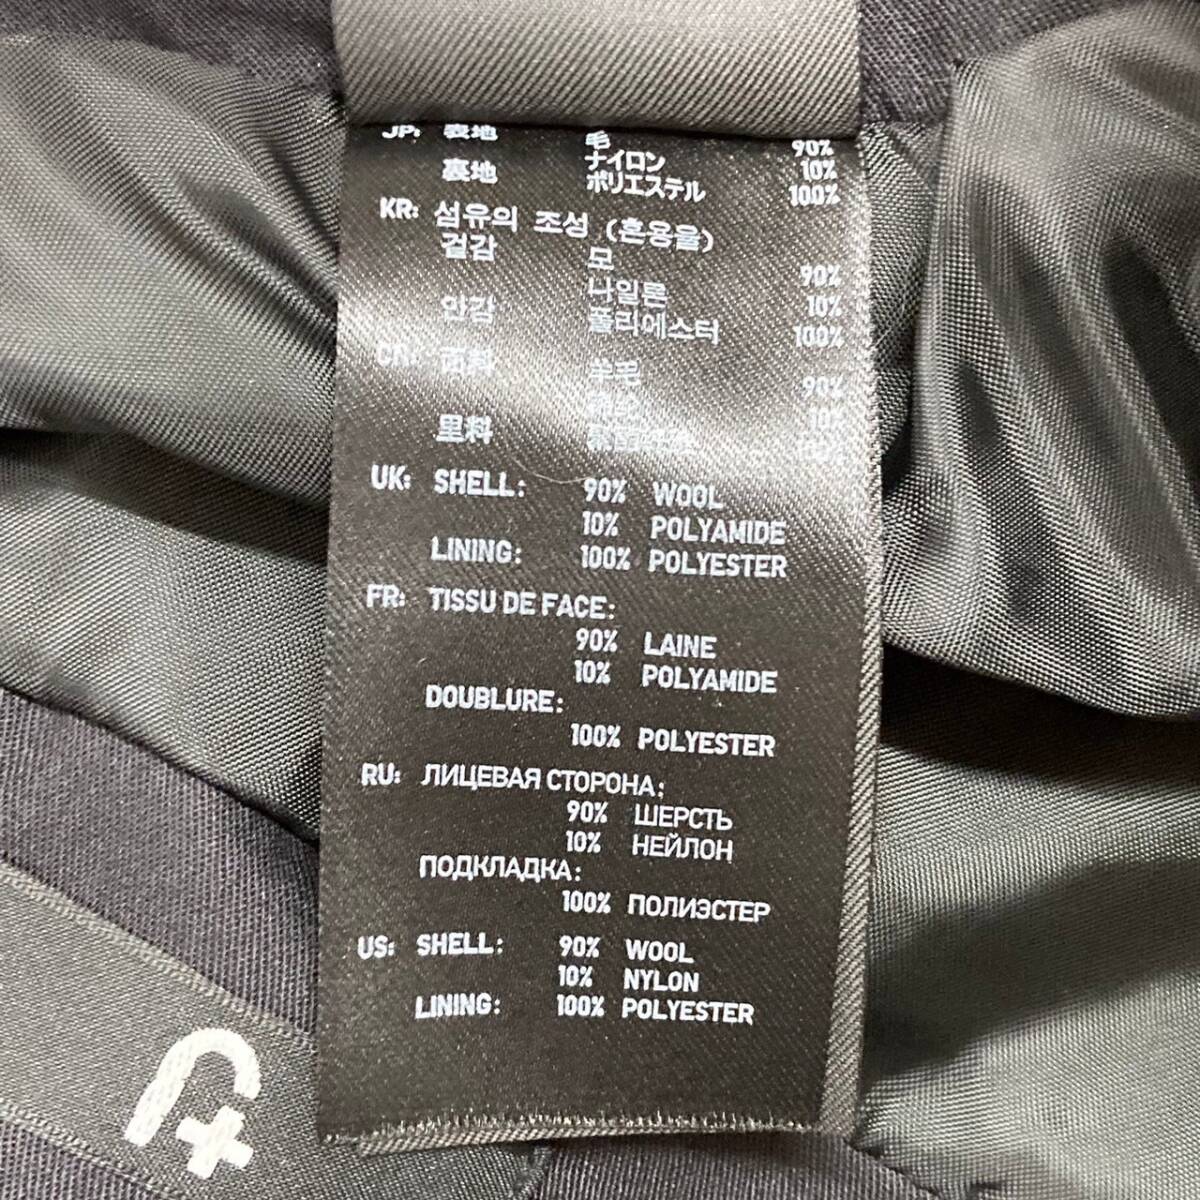 JP: 表地 毛 90%
ナイロン 10%
裏地 ポリエステル 100%
KR: 섬유의 조성 (혼용율)
겉감 모 90%
나일론 10%
안감 폴리에스터 100%
CH: 面料 羊毛 90%
10%
里料
UK: SHELL: 90% WOOL
10% POLYAMIDE
LINING: 100% POLYESTER
FR: TISSU DE FACE:
90% LAINE
10% POLYAMIDE
DOUBLURE:
100% POLYESTER
RU: ЛИЦЕВАЯ СТОРОНА:
90% ШЕРСТЬ
10% НЕЙЛОН
ПОДКЛАДКА:
100% ПОЛИЭСТЕР
US: SHELL: 90% WOOL
10% NYLON
LINING: 100% POLYESTER